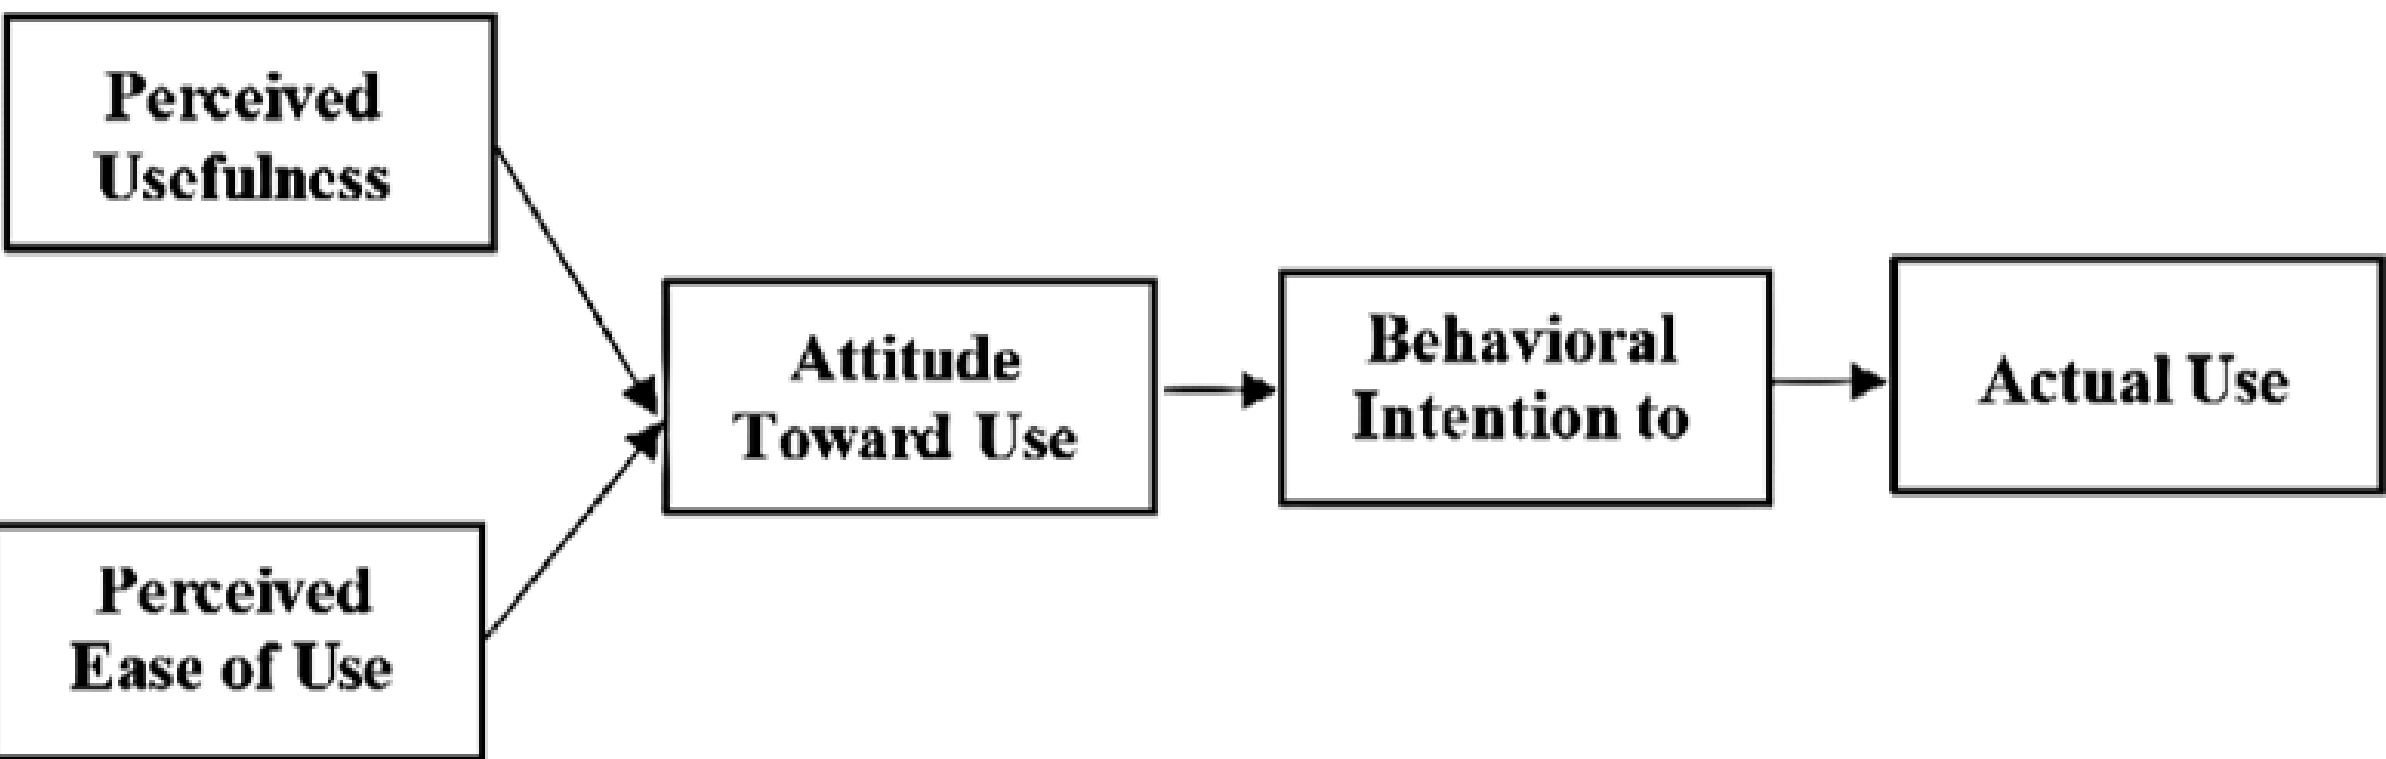 Perceived
Usefulness
Perceived
Ease of Use
Attitude
Toward Use
Behavioral
Intention to
Actual Use